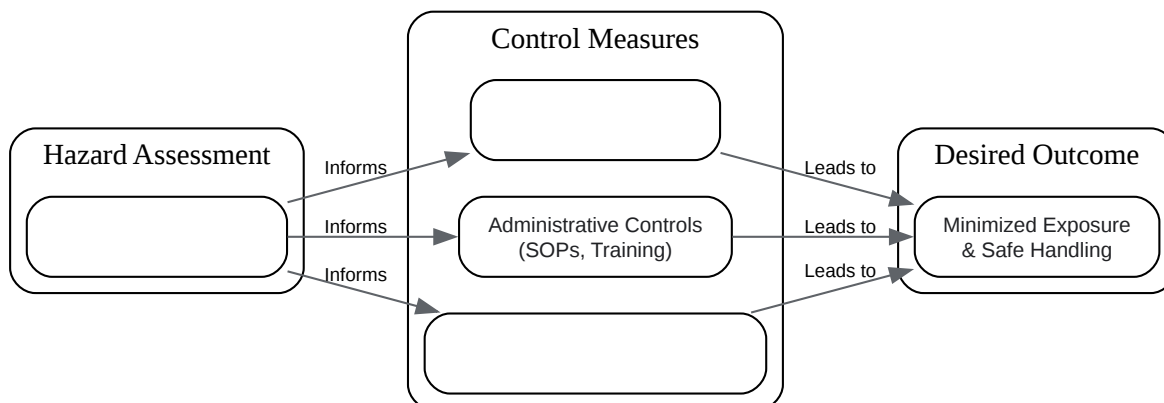 Control Measures
Hazard Assessment
Desired Outcome
Informs
Leads to
Informs
Administrative Controls
(SOPs, Training)
Leads to
Minimized Exposure
& Safe Handling
Informs
Leads to